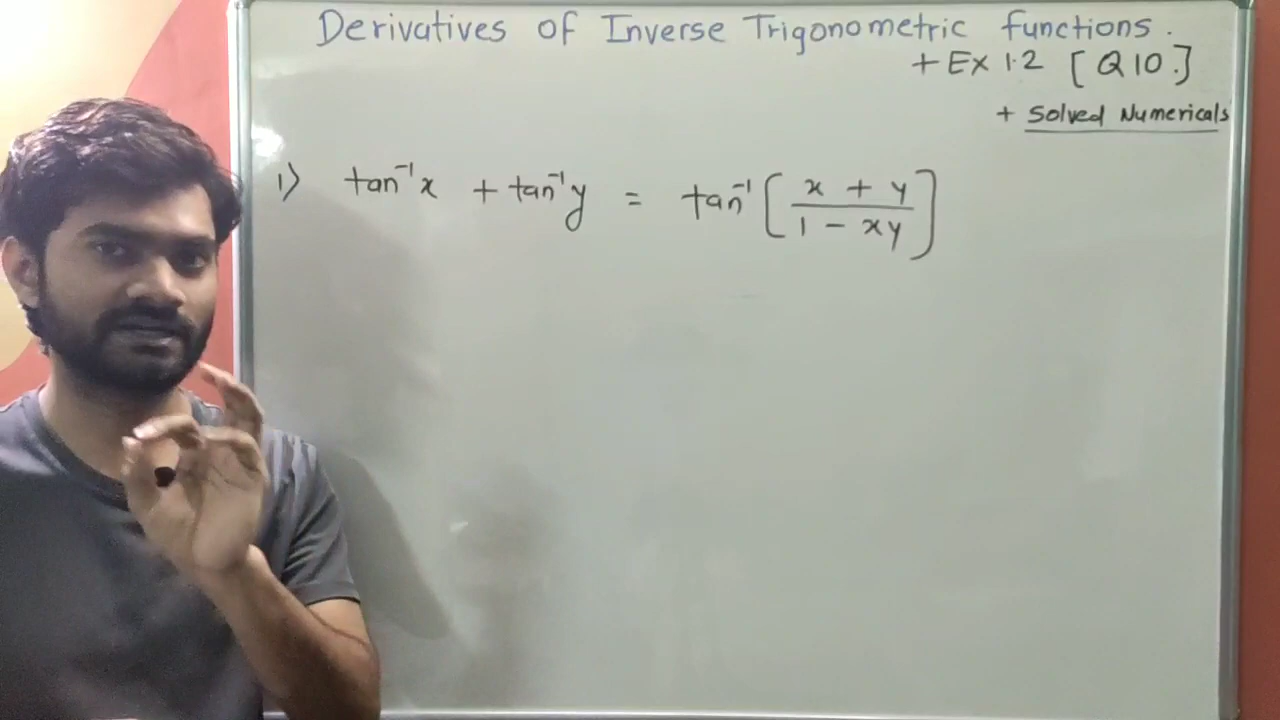 Derivatives of Inverse Trigonometric functions.
+ Ex 1.2 [Q10.]
+ Solved Numericals
1) tan⁻¹x + tan⁻¹y = tan⁻¹[(x + y)/(1 - xy)]